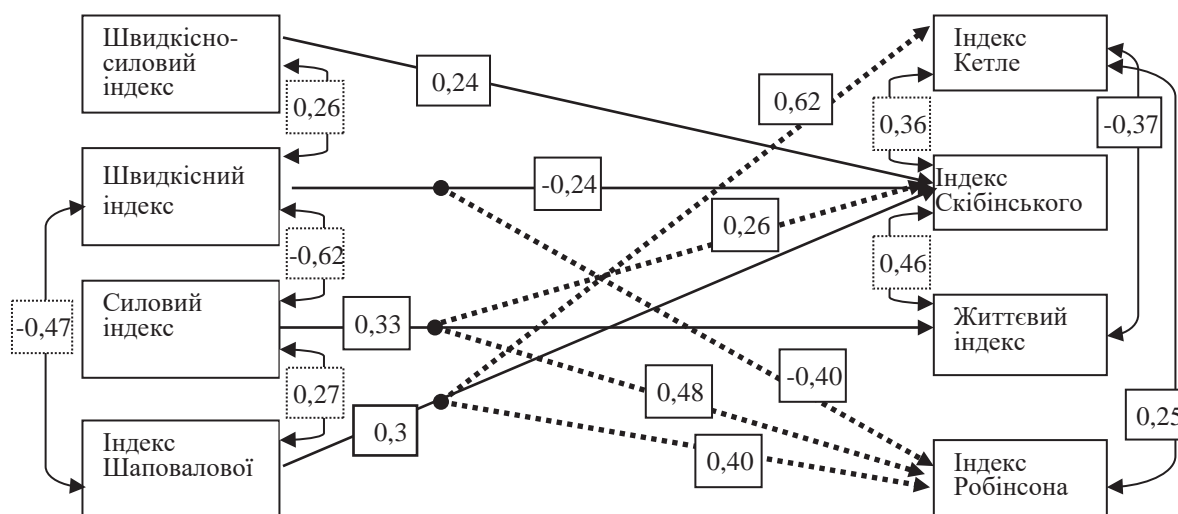 Швидкісно-
силовий
індекс
0,26
Швидкісний
індекс
-0,62
Силовий
індекс
-0,47
0,27
Індекс
Шаповалової
0,24
-0,24
0,26
0,62
0,33
0,48
-0,40
0,3
0,40
Індекс
Кетле
0,36
-0,37
Індекс
Скібінського
0,46
Життєвий
індекс
0,25
Індекс
Робінсона